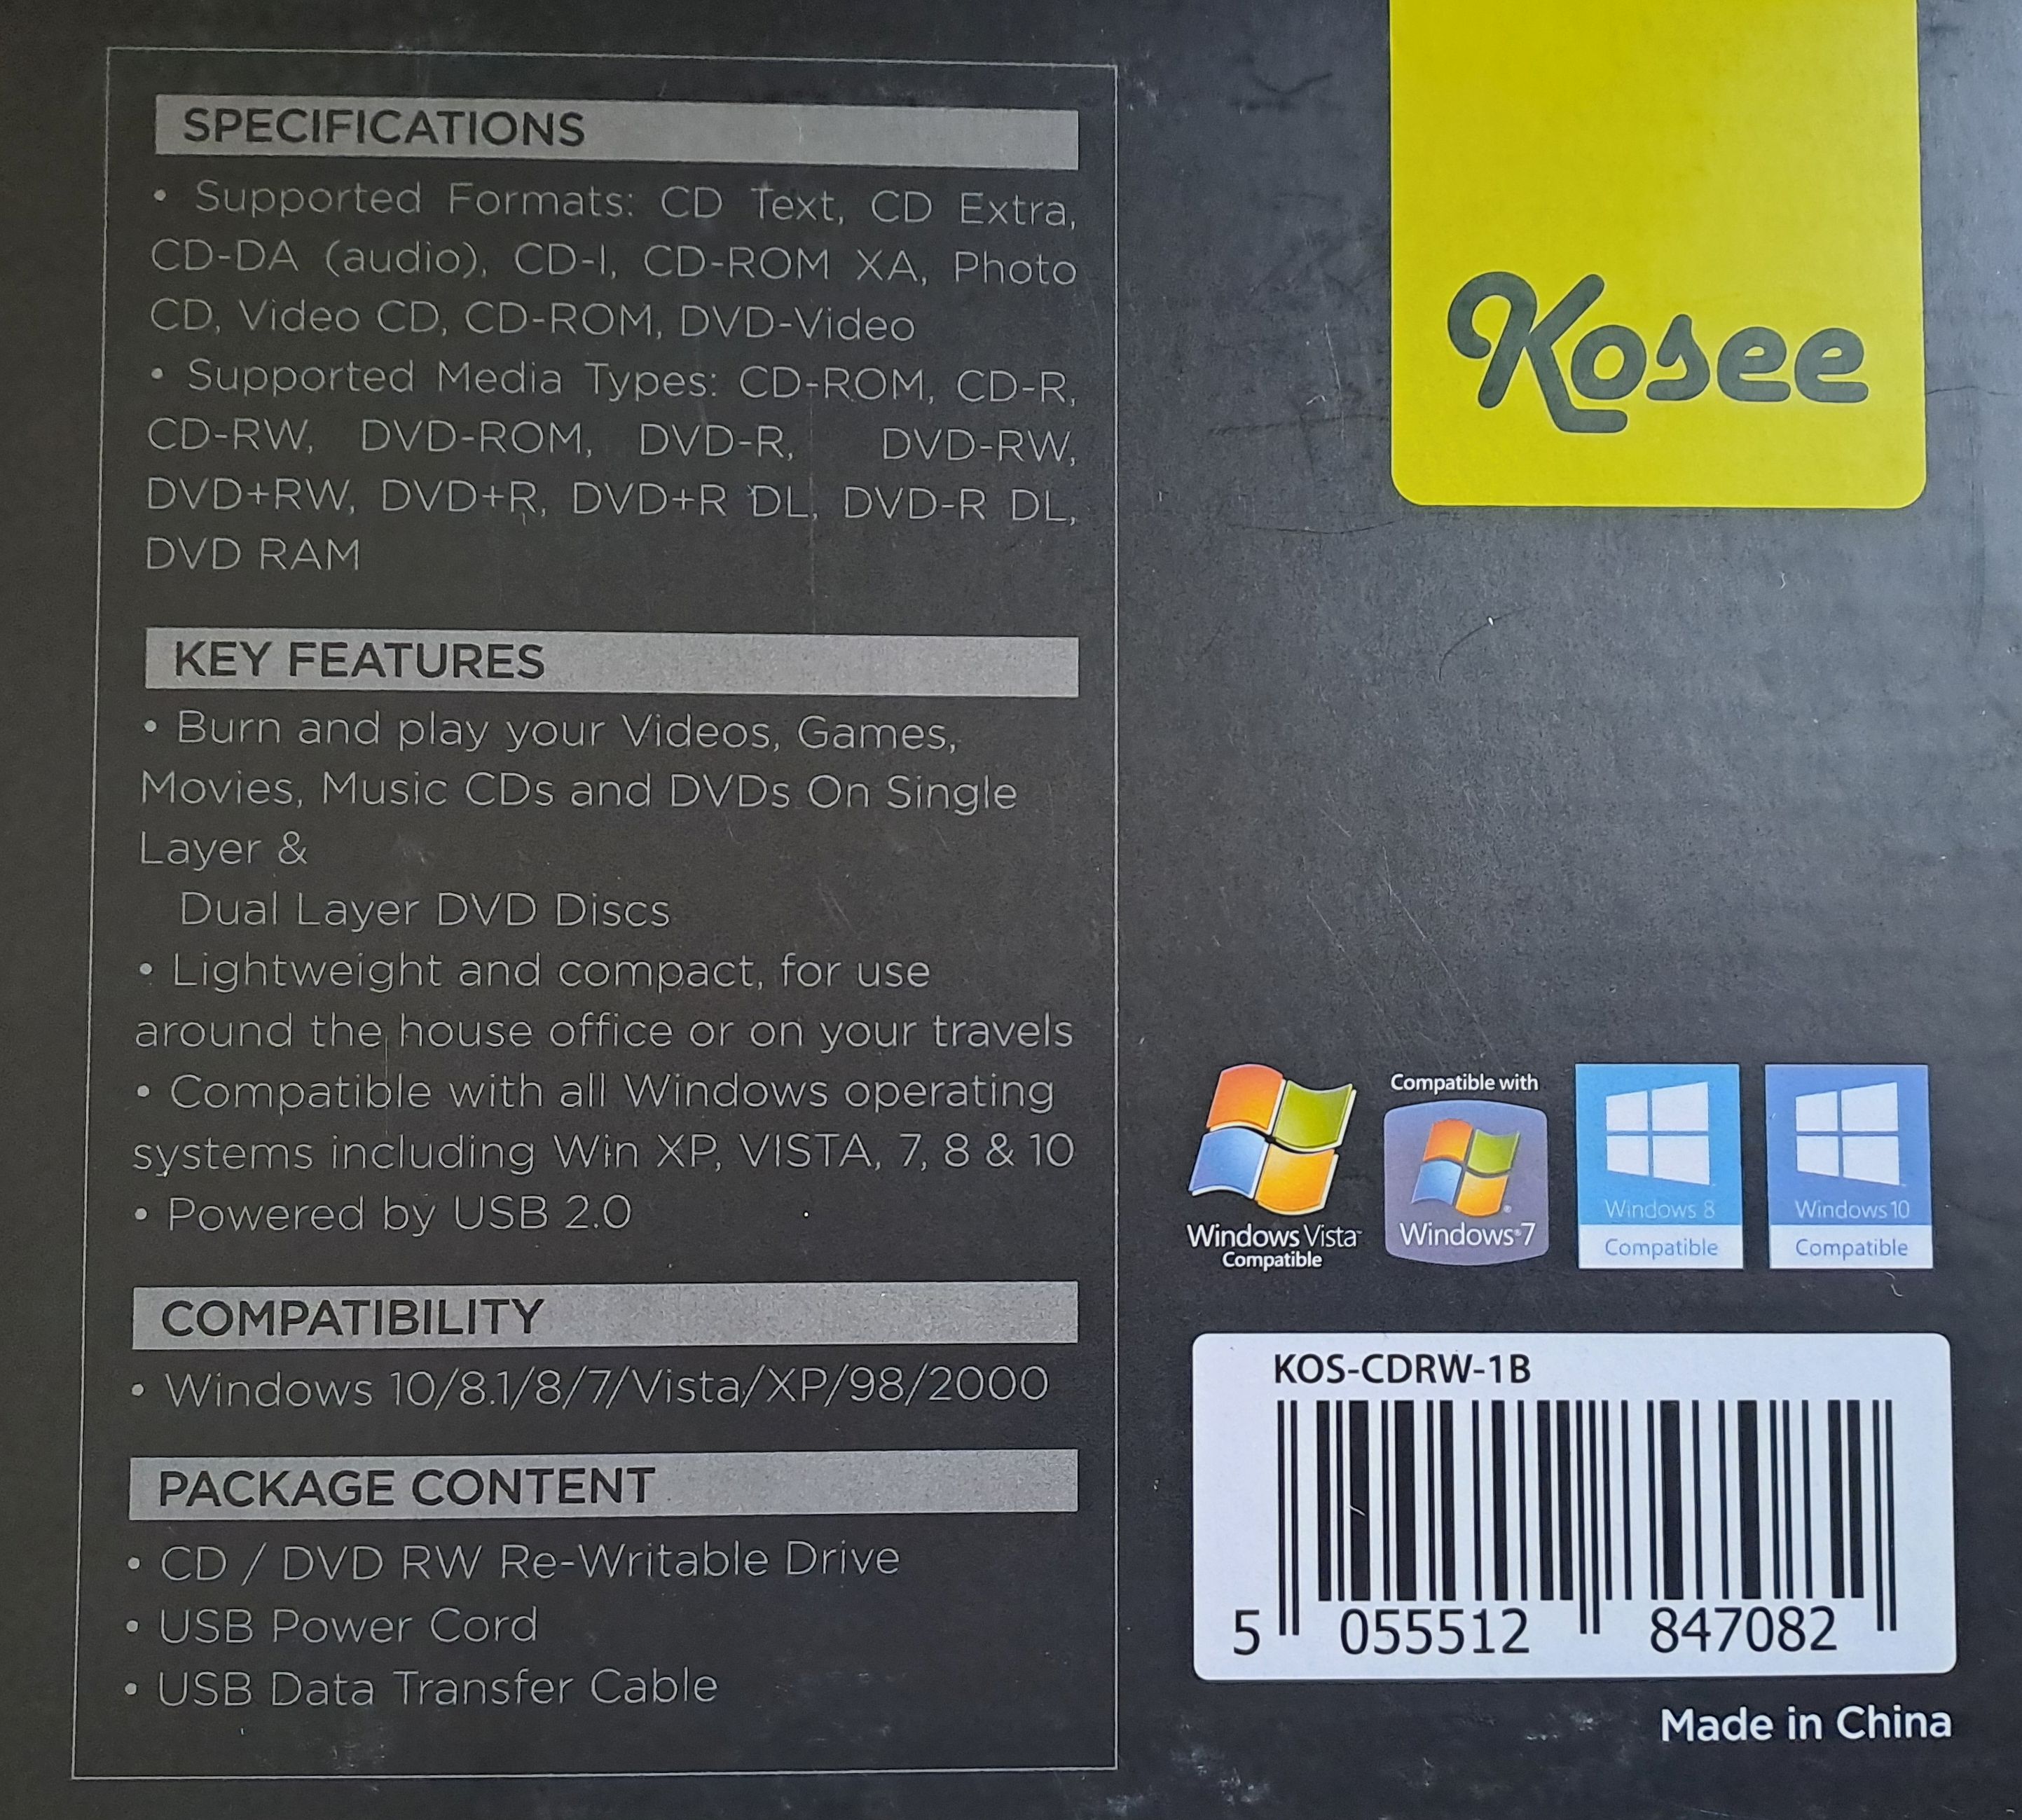 SPECIFICATIONS
• Supported Formats: CD Text, CD Extra,
CD-DA (audio), CD-I, CD-ROM XA, Photo
CD, Video CD, CD-ROM, DVD-Video
• Supported Media Types: CD-ROM, CD-R,
CD-RW, DVD-ROM, DVD-R, DVD-RW,
DVD+RW, DVD+R, DVD+R DL, DVD-R DL,
DVD RAM
KEY FEATURES
• Burn and play your Videos, Games,
Movies, Music CDs and DVDs On Single
Layer &
Dual Layer DVD Discs
• Lightweight and compact, for use
around the house office or on your travels
• Compatible with all Windows operating
systems including Win XP, VISTA, 7, 8 & 10
• Powered by USB 2.0
COMPATIBILITY
• Windows 10/8.1/8/7/Vista/XP/98/2000
PACKAGE CONTENT
• CD / DVD RW Re-Writable Drive
• USB Power Cord
• USB Data Transfer Cable
Kosee
Windows Vista™
Compatible
Compatible with
Windows®7
Windows 8
Compatible
Windows 10
Compatible
KOS-CDRW-1B
5 055512 847082
Made in China